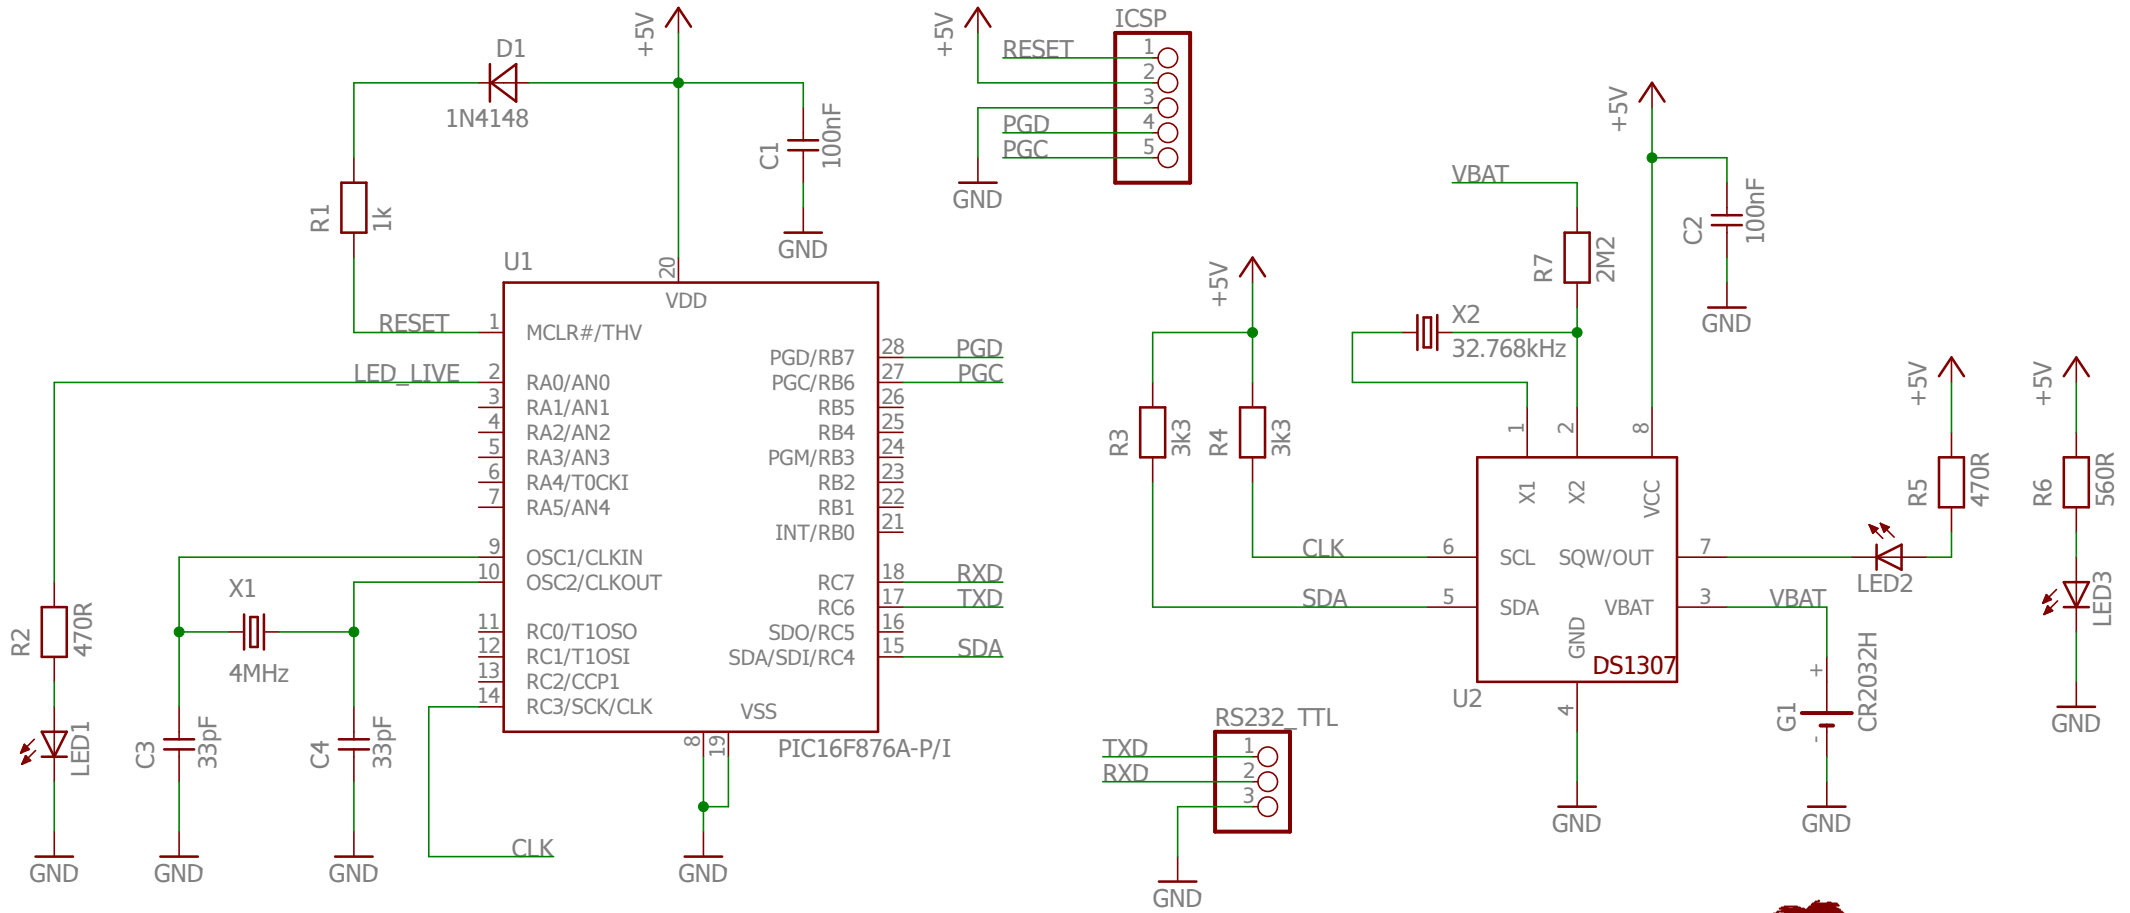 +5V
D1
1N4148
R1
1k
C1
100nF
GND
+5V
ICSP
RESET
1
2
3
PGD
4
PGC
5
GND
U1
20
VDD
RESET
1
MCLR#/THV
LED_LIVE
2
RA0/AN0
3
RA1/AN1
4
RA2/AN2
5
RA3/AN3
6
RA4/T0CKI
7
RA5/AN4
9
OSC1/CLKIN
10
OSC2/CLKOUT
11
RC0/T1OSO
12
RC1/T1OSI
13
RC2/CCP1
14
RC3/SCK/CLK
PGD/RB7
28
PGD
PGC/RB6
27
PGC
RB5
26
RB4
25
PGM/RB3
24
RB2
23
RB1
22
INT/RB0
21
RC7
18
RXD
RC6
17
TXD
SDO/RC5
16
SDA/SDI/RC4
15
SDA
VSS
8
19
PIC16F876A-P/I
GND
CLK
R2
470R
LED1
GND
X1
4MHz
C3
33pF
GND
C4
33pF
GND
+5V
R3
3k3
R4
3k3
CLK
SDA
VBAT
R7
2M2
X2
32.768kHz
+5V
C2
100nF
GND
1
2
8
X1
X2
VCC
6
SCL
SQW/OUT
7
5
SDA
VBAT
3
GND
DS1307
U2
4
GND
VBAT
+
G1
-
CR2032H
GND
LED2
+5V
R5
470R
+5V
R6
560R
LED3
GND
RS232_TTL
TXD
1
RXD
2
3
GND